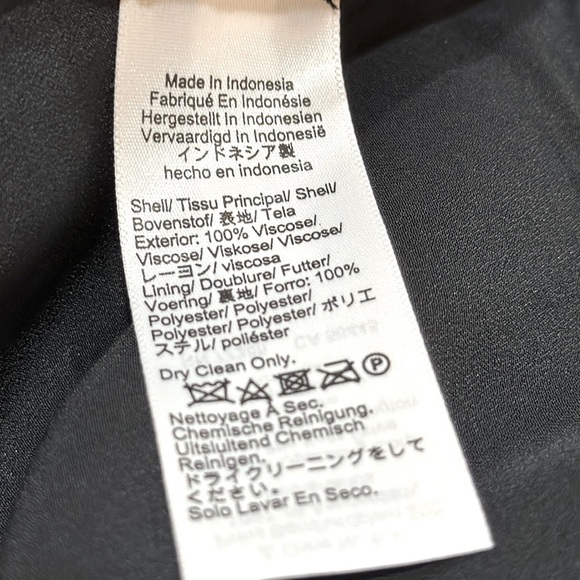 Made In Indonesia
Fabriqué En Indonésie
Hergestellt In Indonesien
Vervaardigd In Indonesië
インドネシア製
hecho en indonesia
Shell/ Tissu Principal/ Shell/
Bovenstof/ 表地/ Tela
Exterior: 100% Viscose/
Viscose/ Viskose/ Viscose/
レーヨン/ viscosa
Lining/ Doublure/ Futter/
Voering/ 裏地/ Forro: 100%
Polyester/ Polyester/
Polyester/ Polyester/ ポリエ
ステル/ poliéster
Dry Clean Only.
P
Nettoyage À Sec.
Chemische Reinigung.
Uitsluitend Chemisch
Reinigen.
ドライクリーニングをして
ください。
Solo Lavar En Seco.